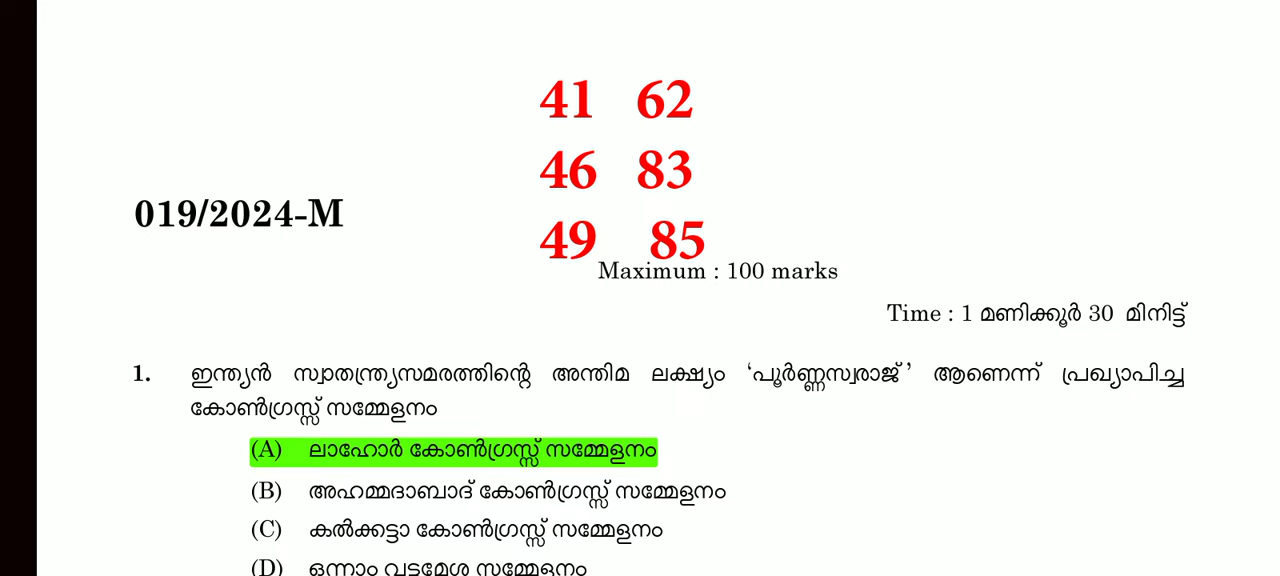 41 62
46 83
019/2024-M
49 85
Maximum : 100 marks
Time : 1 മണിക്കൂർ 30 മിനിട്ട്
1. ഇന്ത്യൻ സ്വാതന്ത്ര്യസമരത്തിന്റെ അന്തിമ ലക്ഷ്യം ‘പൂർണ്ണസ്വരാജ്’ ആണെന്ന് പ്രഖ്യാപിച്ച
കോൺഗ്രസ്സ് സമ്മേളനം
(A) ലാഹോർ കോൺഗ്രസ്സ് സമ്മേളനം
(B) അഹമ്മദാബാദ് കോൺഗ്രസ്സ് സമ്മേളനം
(C) കൽക്കട്ടാ കോൺഗ്രസ്സ് സമ്മേളനം
(D) ഒന്നാം വട്ടമേശ സമ്മേളനം